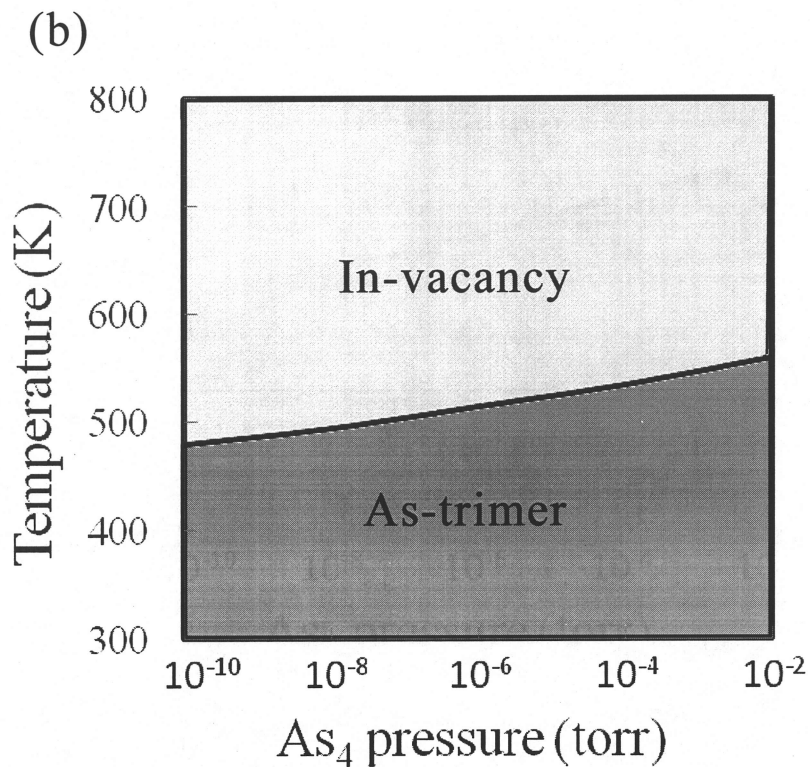 (b)
800
700
600
500
400
300
Temperature (K)
In-vacancy
As-trimer
10⁻¹⁰ 10⁻⁸ 10⁻⁶ 10⁻⁴ 10⁻²
As₄ pressure (torr)